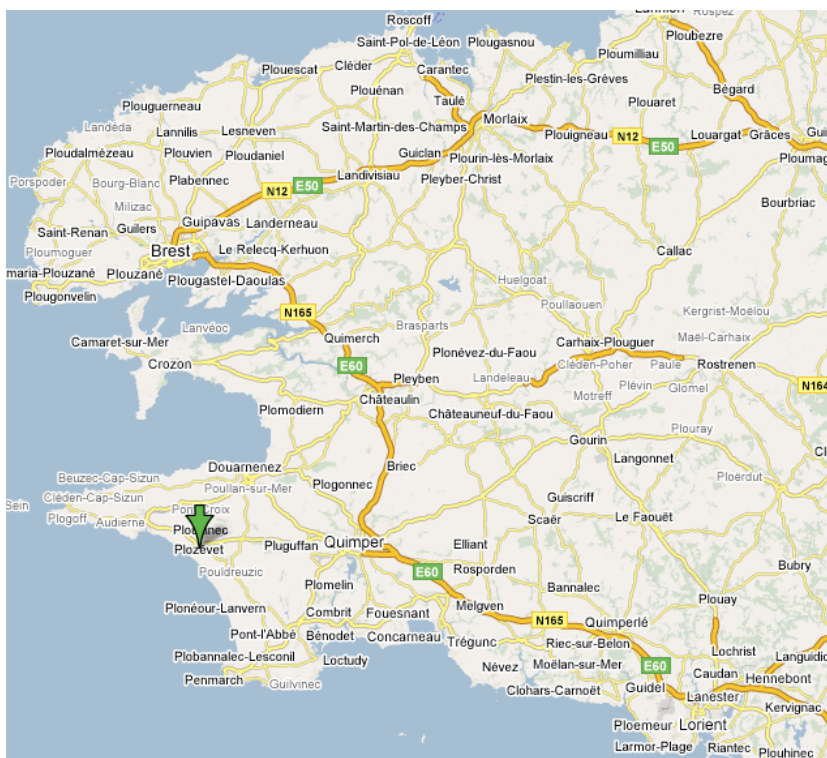 Roscoff
Rospez
Saint-Pol-de-Léon Plougasnou
Ploubezre
Ploumilliau
Plouescat Cléder Carantec
Plestin-les-Grèves
Bégard
Plouénan
Taulé
Plouaret
Plouguerneau
Morlaix
Landéda Lannilis Lesneven Saint-Martin-des-Champs
Plouigneau N12 E50 Louargat Grâces
Ploudalmézeau Plouvien Ploudaniel Guiclan Plourin-lès-Morlaix
Porspoder Bourg-Blanc Plabennec N12 E50 Landivisiau Pleyber-Christ
Milizac
Bourbriac
Guipavas Landerneau
Saint-Renan Guilers
Brest Le Relecq-Kerhuon
Ploumoguer
Callac
maria-Plouzané Plouzané Plougastel-Daoulas
Huelgoat
Plougonvelin
Poullaouen
N165
Kergrist-Moëlou
Lanvéoc
Brasparts
Camaret-sur-Mer
Quimerch
Carhaix-Plouguer
Maël-Carhaix
Crozon
E60
Plonévez-du-Faou
Cléden-Poher Paule Rostrenen
Pleyben Landeleau
Plévin Glomel
N164
Châteaulin
Motreff
Plomodiern
Châteauneuf-du-Faou
Plouray
Gourin
Briec
Langonnet
Douarnenez
Beuzec-Cap-Sizun
Plogonnec
Ploërdut
Poullan-sur-Mer
Cléden-Cap-Sizun
Guiscriff
Sein
Plogoff Audierne
Scaër Le Faouët
Plozévet
Pluguffan Quimper
Elliant
Pouldreuzic
E60 Rosporden
Bubry
Plomelin
Bannalec
Plouay
Plonéour-Lanvern
Combrit Fouesnant
Melgven
N165 Quimperlé
Pont-l'Abbé Bénodet Concarneau Trégunc
Riec-sur-Belon
Plobannalec-Lesconil
Loctudy
Névez Moëlan-sur-Mer
E60
Lochrist
Languidic
Penmarch
Guilvinec
Clohars-Carnoët
Guidel
Caudan
Hennebont
Lanester
Kervignac
Ploemeur Lorient
Larmor-Plage Riantec Plouhinec